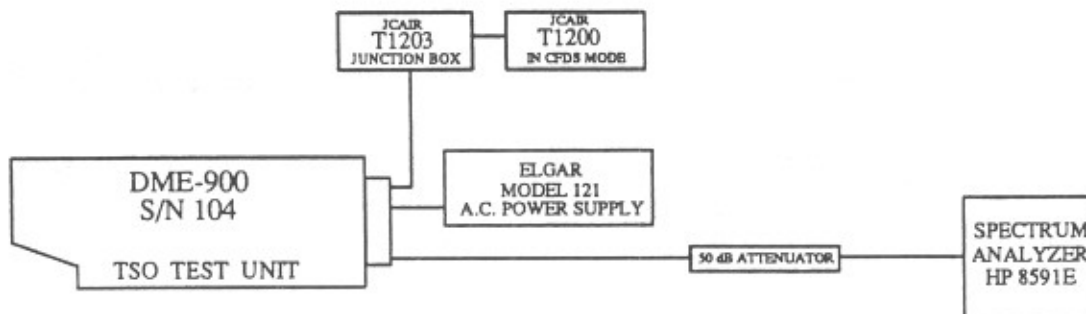 JCAIR
T1203
JUNCTION BOX
JCAIR
T1200
IN CFDS MODE
DME-900
S/N 104
TSO TEST UNIT
ELGAR
MODEL 121
A.C. POWER SUPPLY
50 dB ATTENUATOR
SPECTRUM
ANALYZER
HP 8591E